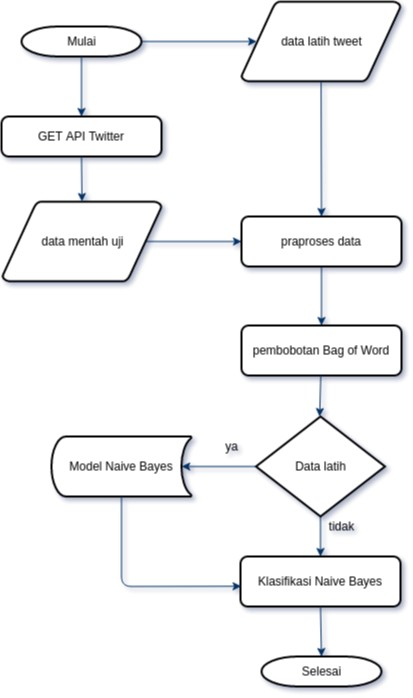 Mulai
data latih tweet
GET API Twitter
data mentah uji
praproses data
pembobotan Bag of Word
Data latih
ya
Model Naive Bayes
tidak
Klasifikasi Naive Bayes
Selesai